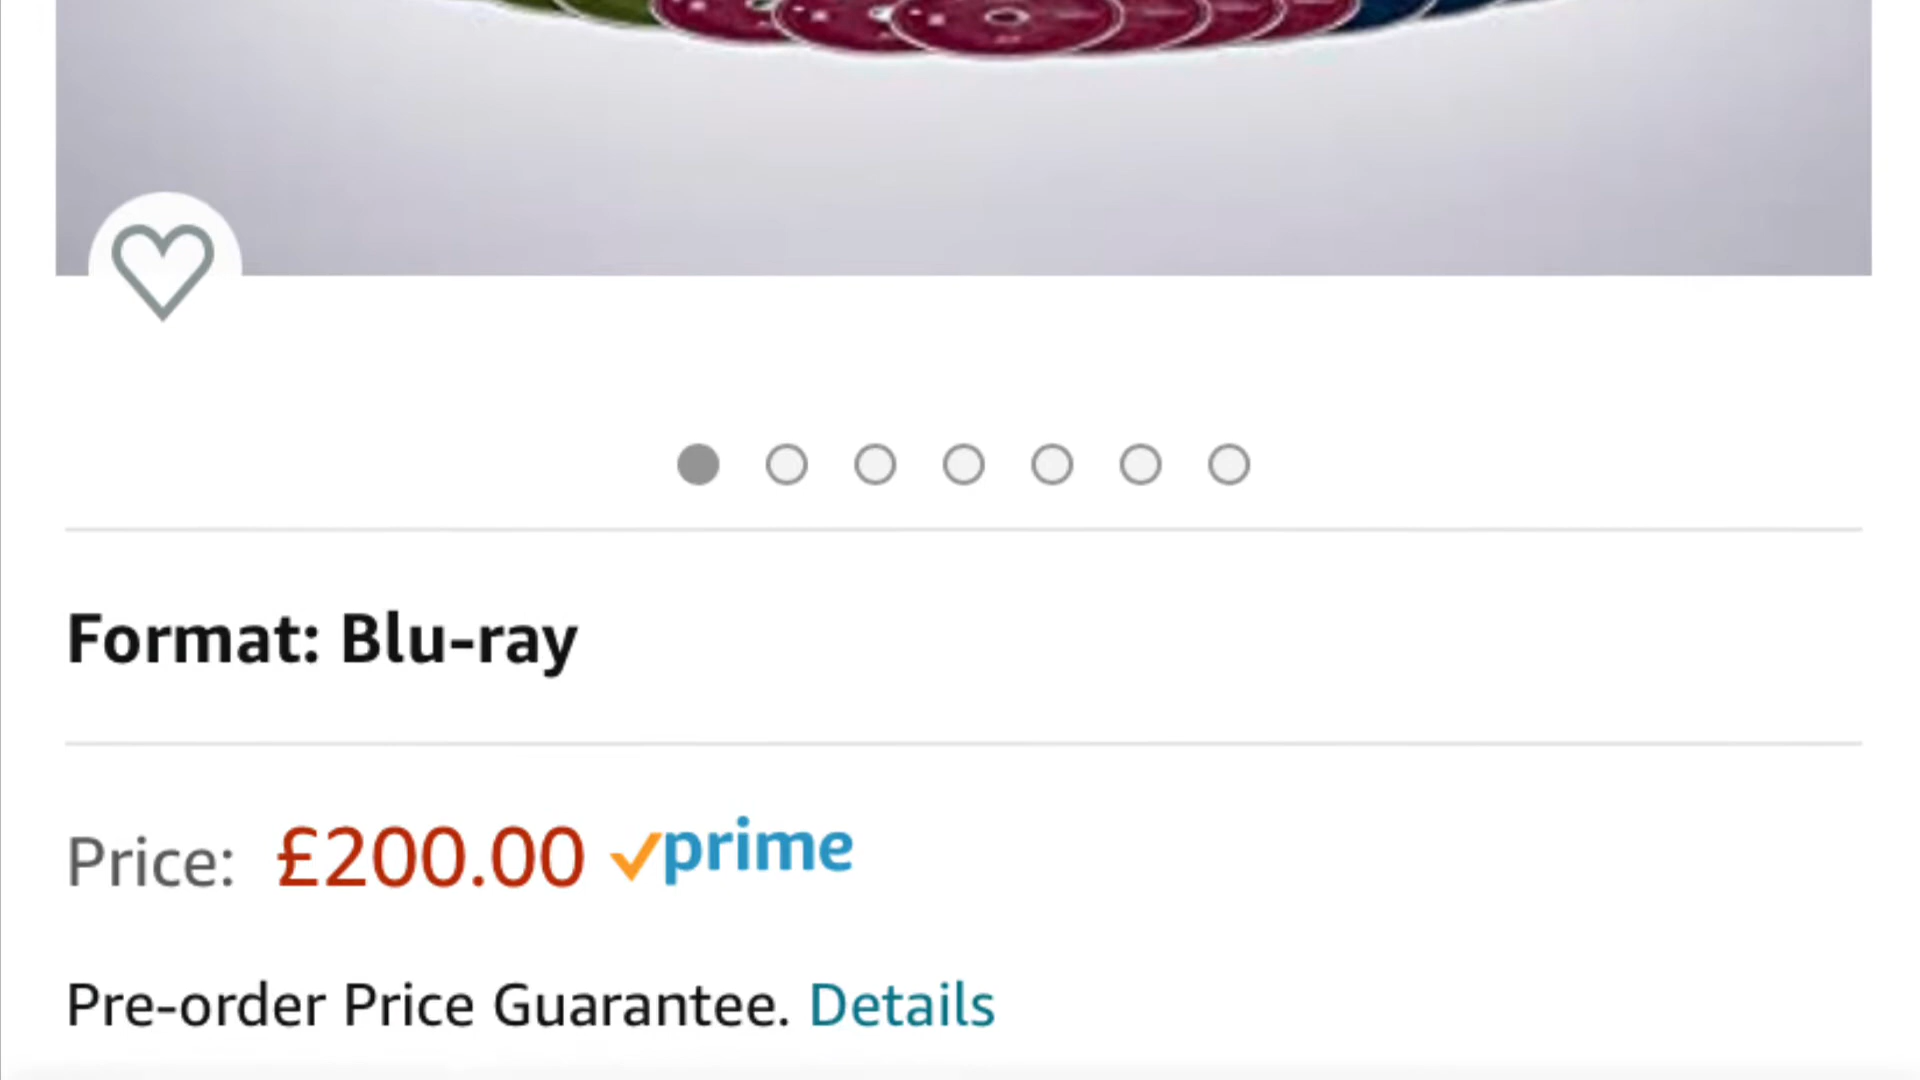 Format: Blu-ray
Price: £200.00 prime
Pre-order Price Guarantee. Details